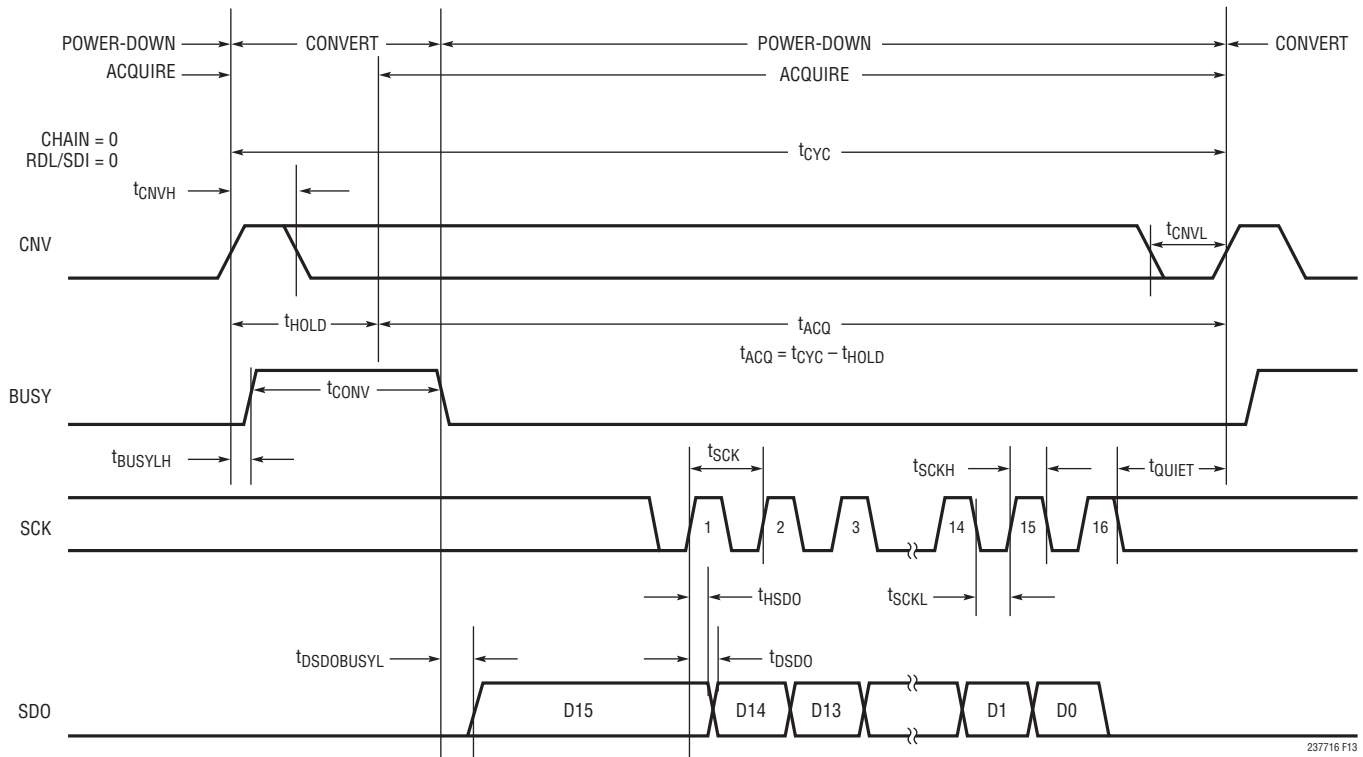 POWER-DOWN CONVERT POWER-DOWN CONVERT
ACQUIRE ACQUIRE
CHAIN = 0
RDL/SDI = 0
tCYC
tCNVH
CNV
tCNVL
tHOLD tACQ
tACQ = tCYC – tHOLD
BUSY
tCONV
tBUSYLH
tSCK tSCKH tQUIET
SCK
1 2 3 14 15 16
tHSDO tSCKL
tDSDOBUSYL tDSDO
SDO
D15 D14 D13 D1 D0
237716 F13